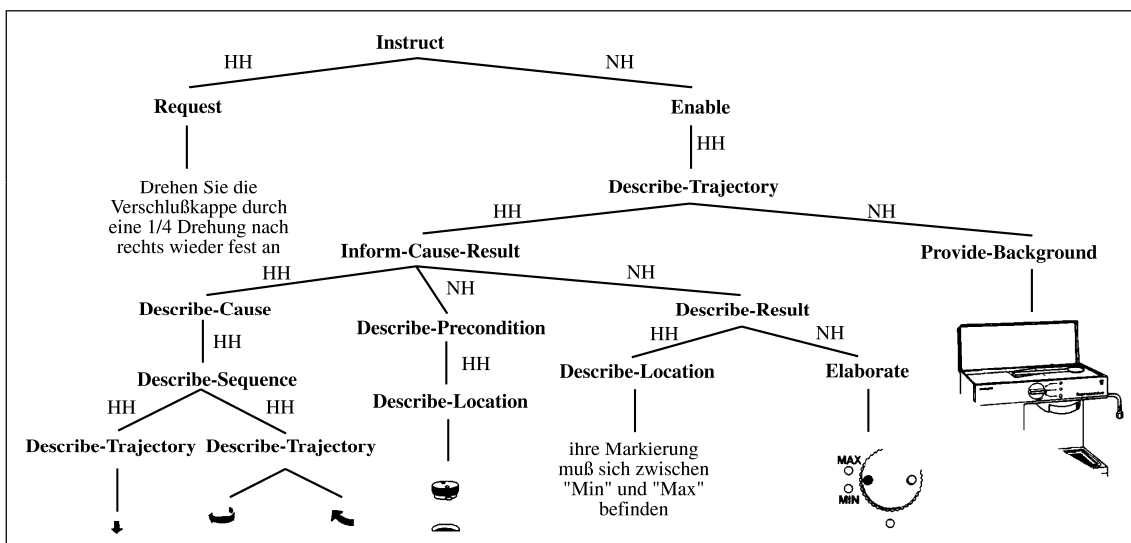 Instruct
HH
NH
Request
Enable
HH
Drehen Sie die
Verschlußkappe durch
eine 1/4 Drehung nach
rechts wieder fest an
Describe-Trajectory
HH
NH
Inform-Cause-Result
Provide-Background
HH
NH
NH
Describe-Cause
Describe-Precondition
Describe-Result
HH
HH
HH
NH
Describe-Sequence
Describe-Location
Describe-Location
Elaborate
HH
HH
Describe-Trajectory
Describe-Trajectory
ihre Markierung
muß sich zwischen
"Min" und "Max"
befinden
MAX
MIN